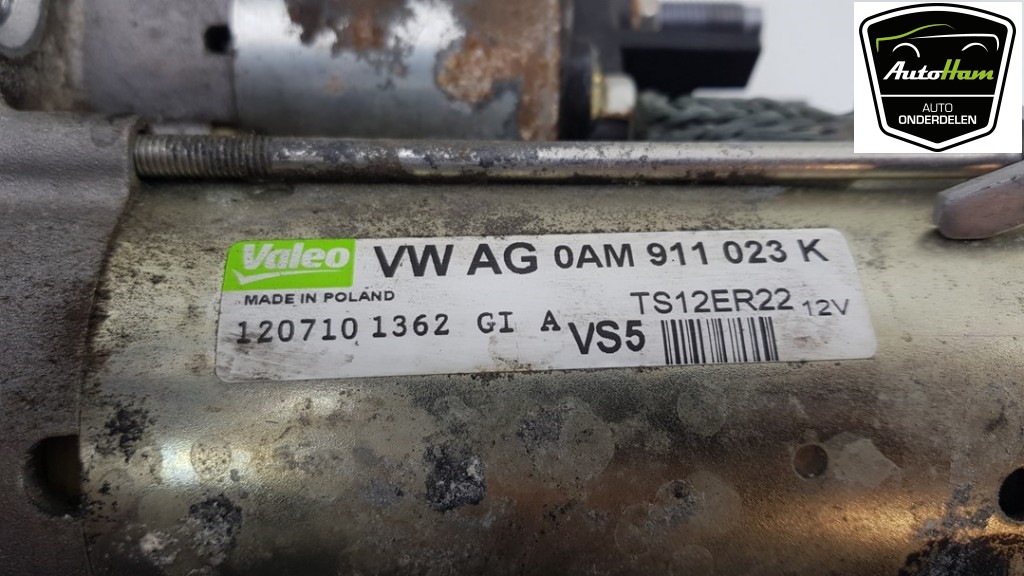 AutoHam
AUTO
ONDERDELEN
Valeo VW AG 0AM 911 023 K
MADE IN POLAND
TS12ER22 12V
120710 1362 GI A VS5